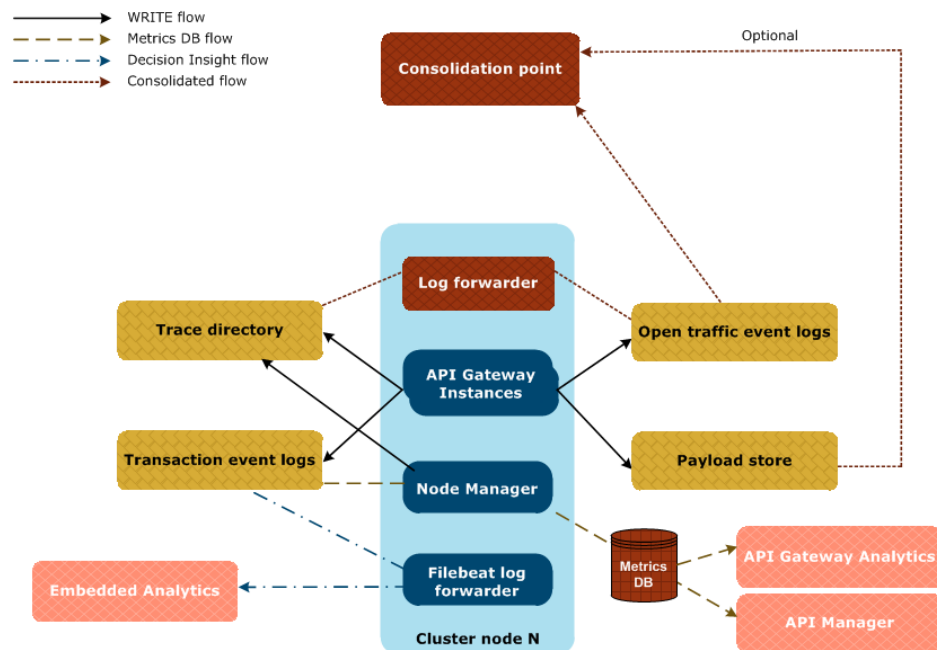 WRITE flow
Metrics DB flow
Decision Insight flow
Consolidated flow
Optional
Consolidation point
Log forwarder
Trace directory
Open traffic event logs
API Gateway
Instances
Transaction event logs
Payload store
Node Manager
Metrics
DB
API Gateway Analytics
Embedded Analytics
Filebeat log
forwarder
API Manager
Cluster node N